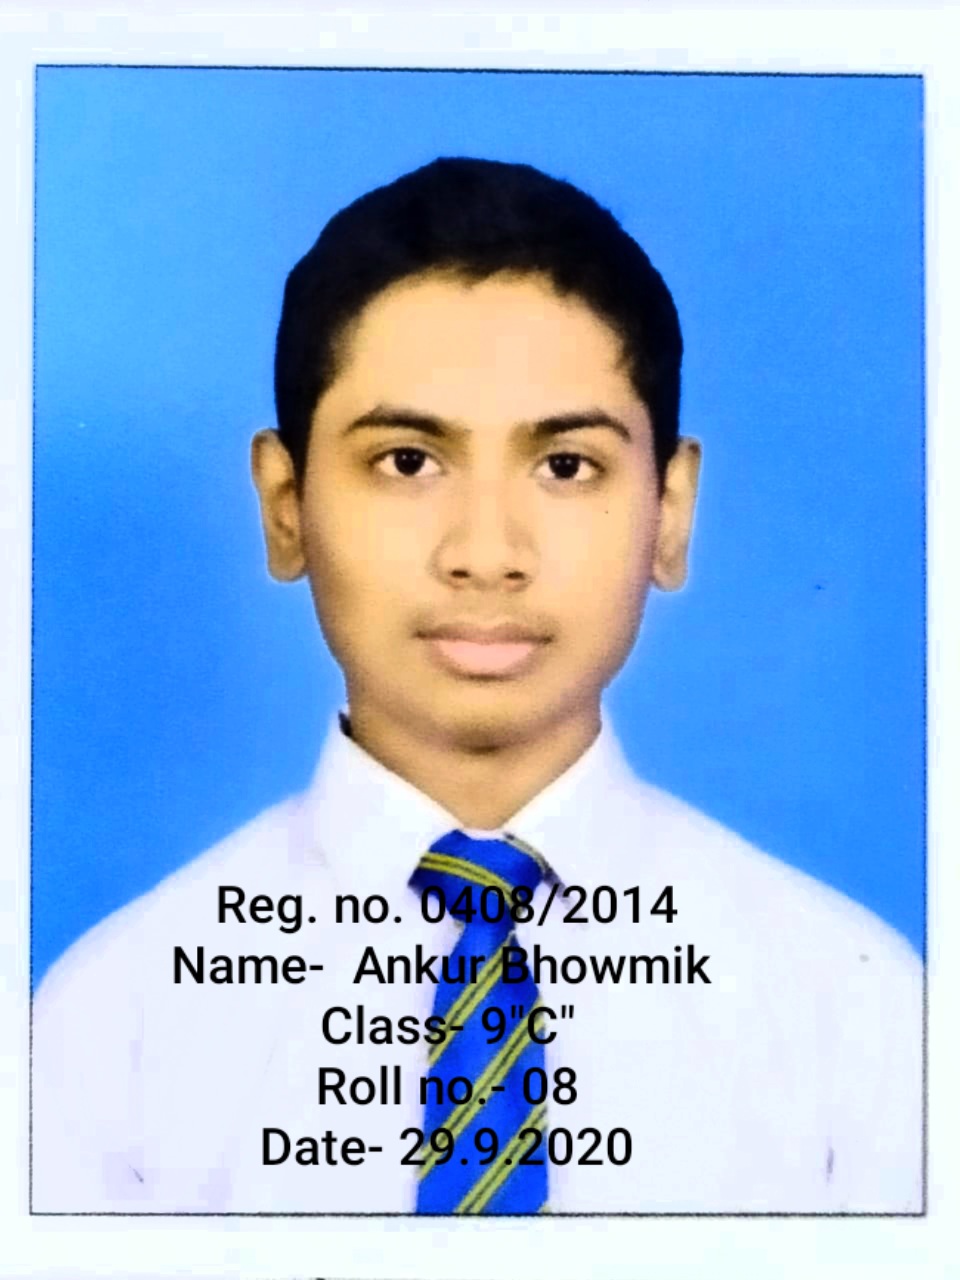 Reg. no. 0408/2014
Name-  Ankur Bhowmik
Class- 9"C"
Roll no.- 08
Date- 29.9.2020